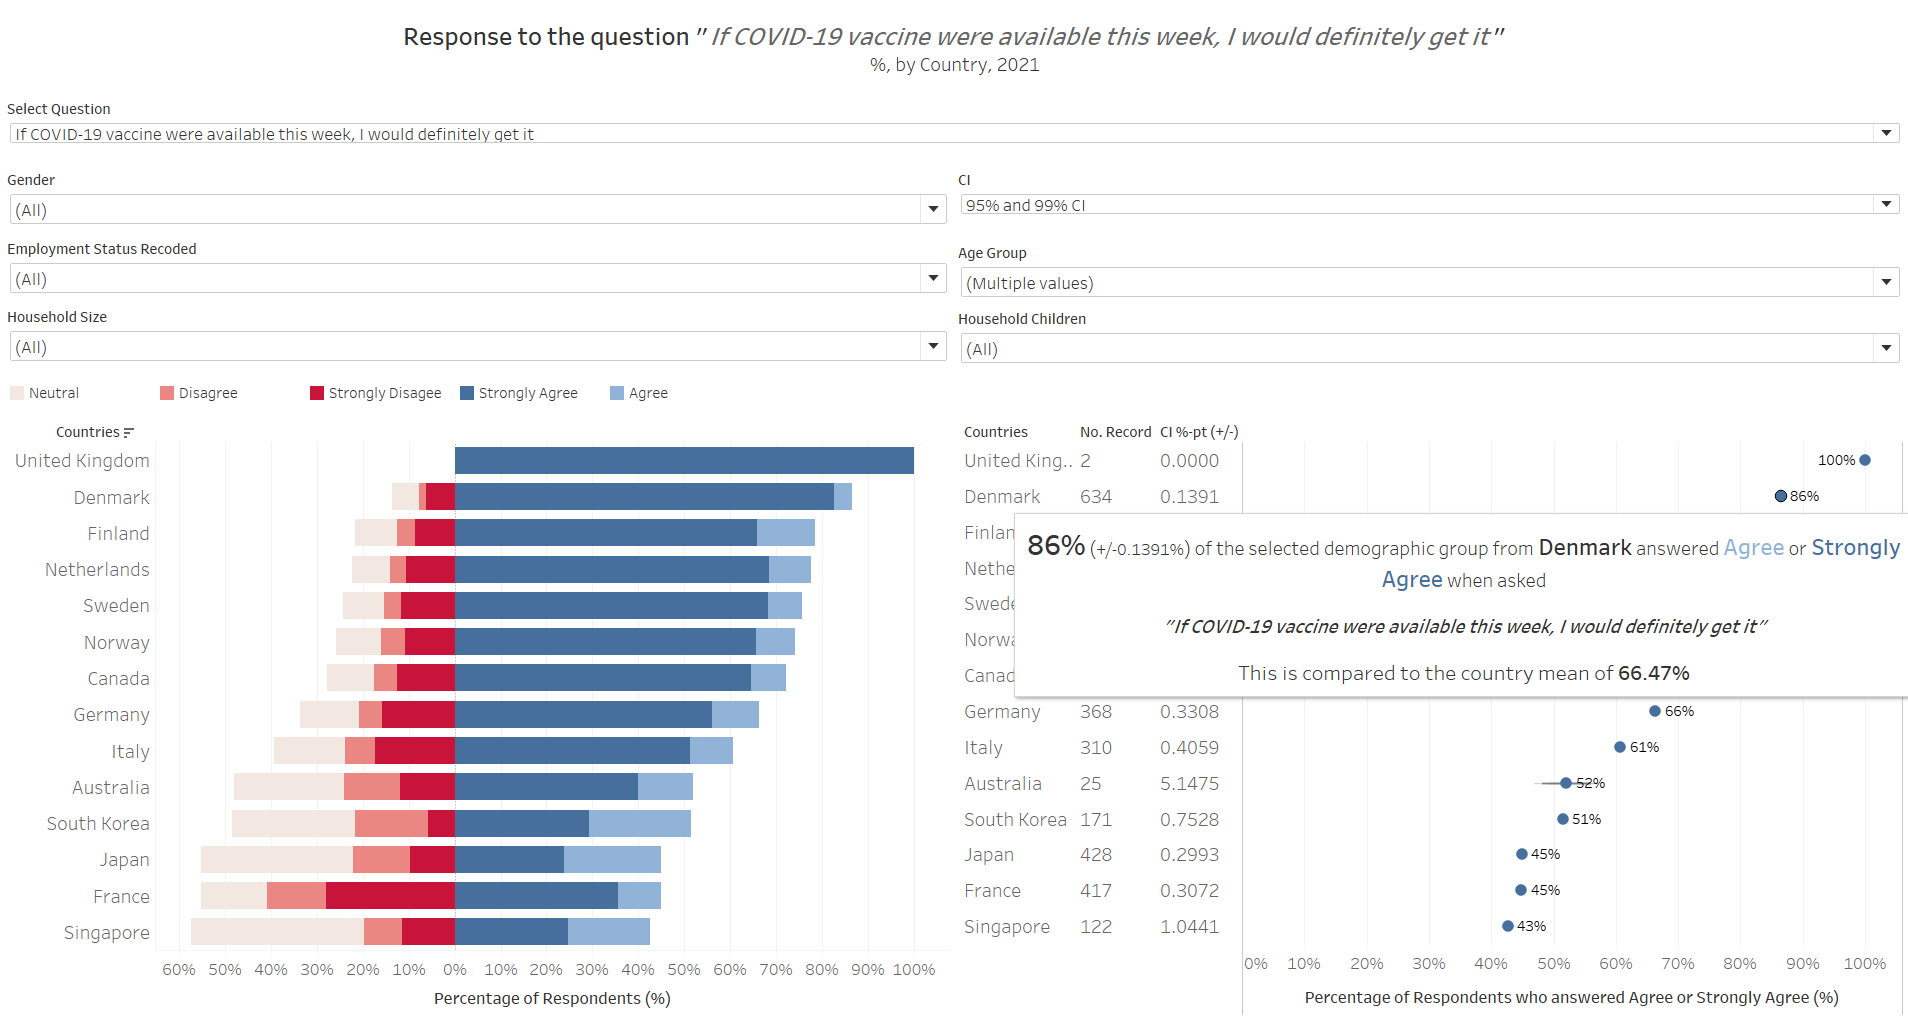 Response to the question " If COVID-19 vaccine were available this week, I would definitely get it"
%, by Country, 2021
Select Question
If COVID-19 vaccine were available this week, I would definitely get it
Gender
(All)
CI
95% and 99% CI
Employment Status Recoded
(All)
Age Group
(Multiple values)
Household Size
(All)
Household Children
(All)
Neutral Disagree Strongly Disagee Strongly Agree Agree
Countries
United Kingdom
Denmark
Finland
Netherlands
Sweden
Norway
Canada
Germany
Italy
Australia
South Korea
Japan
France
Singapore
60% 50% 40% 30% 20% 10% 0% 10% 20% 30% 40% 50% 60% 70% 80% 90% 100%
Percentage of Respondents (%)
Countries No. Record CI %-pt (+/-)
United King.. 2 0.0000 100%
Denmark 634 0.1391 86%
Finlan
Nethe
Swede
Norwa
Canad
86% (+/-0.1391%) of the selected demographic group from Denmark answered Agree or Strongly
Agree when asked
"If COVID-19 vaccine were available this week, I would definitely get it"
This is compared to the country mean of 66.47%
Germany 368 0.3308 66%
Italy 310 0.4059 61%
Australia 25 5.1475 52%
South Korea 171 0.7528 51%
Japan 428 0.2993 45%
France 417 0.3072 45%
Singapore 122 1.0441 43%
0% 10% 20% 30% 40% 50% 60% 70% 80% 90% 100%
Percentage of Respondents who answered Agree or Strongly Agree (%)